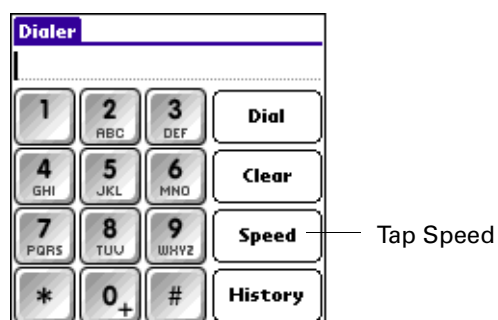 Dialer
1 2 ABC 3 DEF Dial
4 GHI 5 JKL 6 MNO Clear
7 PQRS 8 TUV 9 WXYZ Speed Tap Speed
* 0 + # History